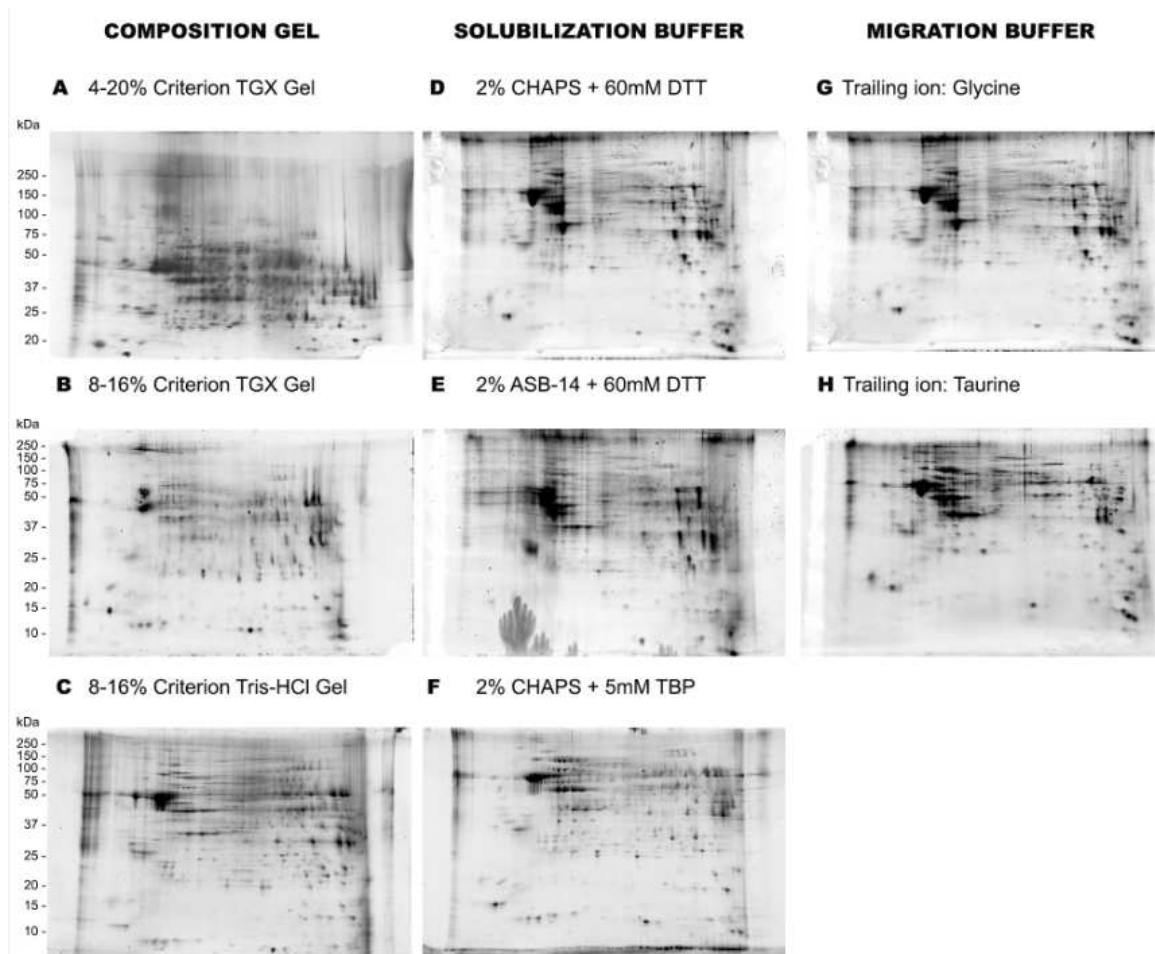 COMPOSITION GEL
SOLUBILIZATION BUFFER
MIGRATION BUFFER
A 4-20% Criterion TGX Gel
D 2% CHAPS + 60mM DTT
G Trailing ion: Glycine
kDa
250 -
150 -
100 -
75 -
50 -
37 -
25 -
20 -
B 8-16% Criterion TGX Gel
E 2% ASB-14 + 60mM DTT
H Trailing ion: Taurine
kDa
250 -
150 -
100 -
75 -
50 -
37 -
25 -
20 -
15 -
10 -
C 8-16% Criterion Tris-HCl Gel
F 2% CHAPS + 5mM TBP
kDa
250 -
150 -
100 -
75 -
50 -
37 -
25 -
20 -
15 -
10 -